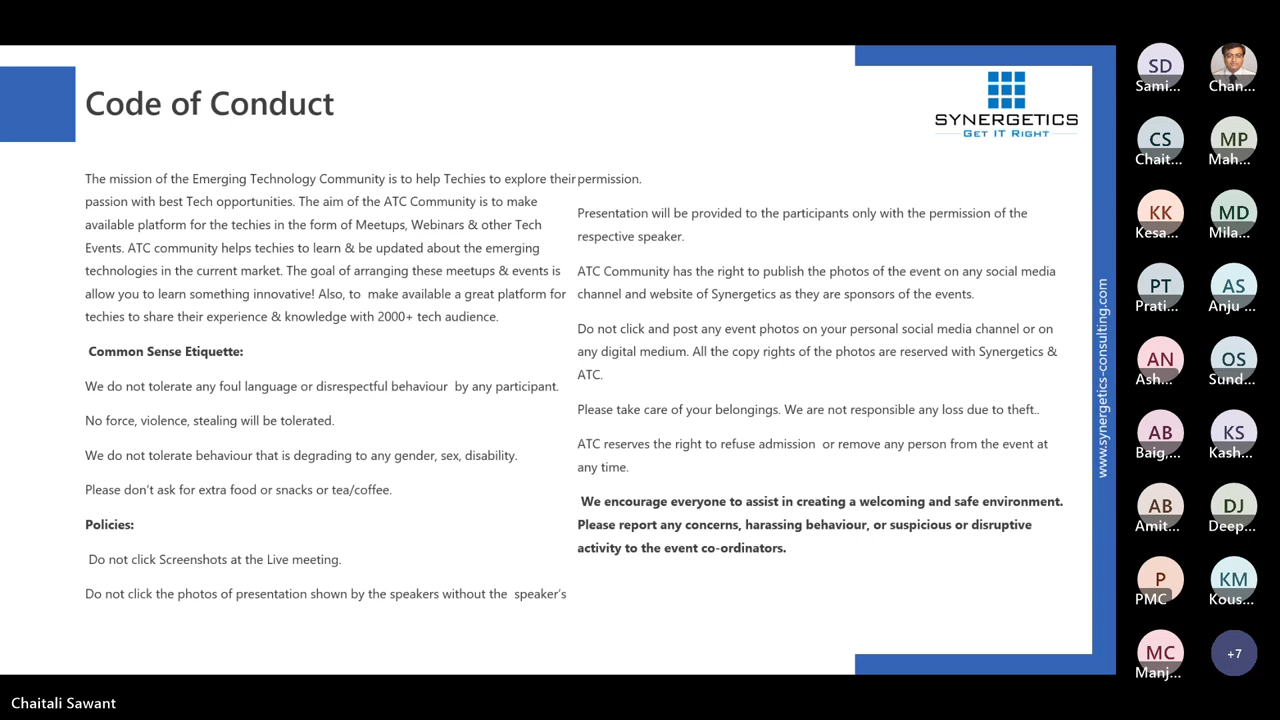 Code of Conduct
SYNERGETICS
GET IT RIGHT
The mission of the Emerging Technology Community is to help Techies to explore their
passion with best Tech opportunities. The aim of the ATC Community is to make
available platform for the techies in the form of Meetups, Webinars & other Tech
Events. ATC community helps techies to learn & be updated about the emerging
technologies in the current market. The goal of arranging these meetups & events is
allow you to learn something innovative! Also, to  make available a great platform for
techies to share their experience & knowledge with 2000+ tech audience.
Common Sense Etiquette:
We do not tolerate any foul language or disrespectful behaviour  by any participant.
No force, violence, stealing will be tolerated.
We do not tolerate behaviour that is degrading to any gender, sex, disability.
Please don't ask for extra food or snacks or tea/coffee.
Policies:
Do not click Screenshots at the Live meeting.
Do not click the photos of presentation shown by the speakers without the  speaker's
permission.
Presentation will be provided to the participants only with the permission of the
respective speaker.
ATC Community has the right to publish the photos of the event on any social media
channel and website of Synergetics as they are sponsors of the events.
Do not click and post any event photos on your personal social media channel or on
any digital medium. All the copy rights of the photos are reserved with Synergetics &
ATC.
Please take care of your belongings. We are not responsible any loss due to theft..
ATC reserves the right to refuse admission  or remove any person from the event at
any time.
We encourage everyone to assist in creating a welcoming and safe environment.
Please report any concerns, harassing behaviour, or suspicious or disruptive
activity to the event co-ordinators.
www.synergetics-consulting.com
SD
Sami...
Chan...
CS
Chait...
MP
Mah...
KK
Kesa...
MD
Mila...
PT
Prati...
AS
Anju ...
AN
Ash...
OS
Sund...
AB
Baig,...
KS
Kash...
AB
Amit...
DJ
Deep...
P
PMC
KM
Kous...
MC
Manj...
+7
Chaitali Sawant